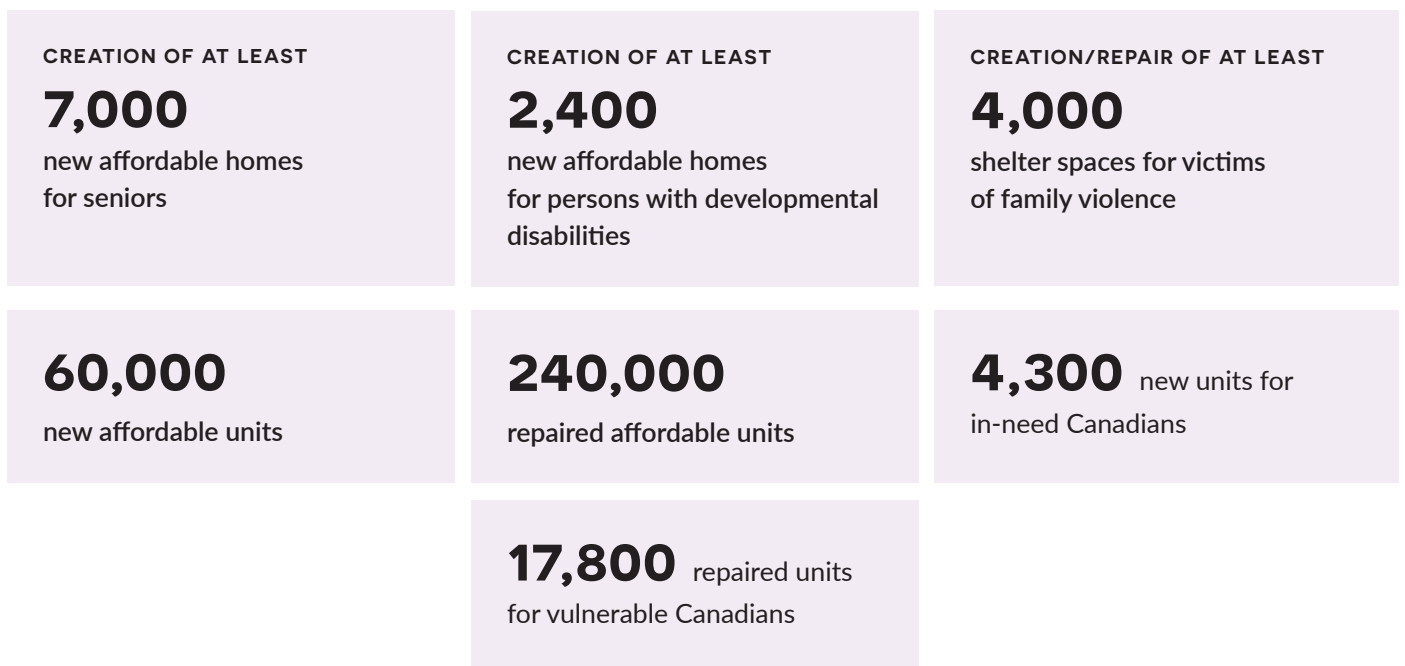 CREATION OF AT LEAST
7,000
new affordable homes
for seniors
CREATION OF AT LEAST
2,400
new affordable homes
for persons with developmental
disabilities
CREATION/REPAIR OF AT LEAST
4,000
shelter spaces for victims
of family violence
60,000
new affordable units
240,000
repaired affordable units
4,300 new units for
in-need Canadians
17,800 repaired units
for vulnerable Canadians